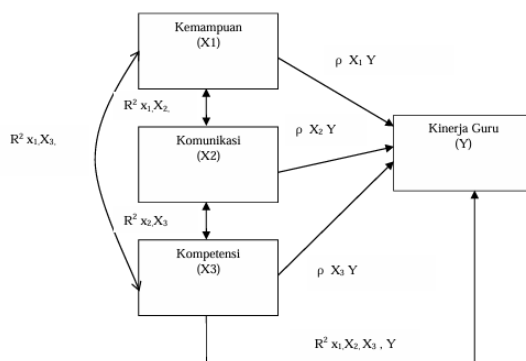 Kemampuan
(X1)
ρ X₁ Y
R² x₁,X₂,
R² x₁,X₃,
ρ X₂ Y
Komunikasi
(X2)
Kinerja Guru
(Y)
R² x₂,X₃
Kompetensi
(X3)
ρ X₃ Y
R² x₁,X₂, X₃ , Y